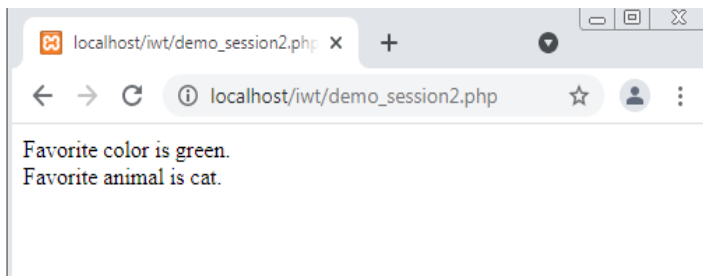 localhost/iwt/demo_session2.php
localhost/iwt/demo_session2.php
Favorite color is green.
Favorite animal is cat.